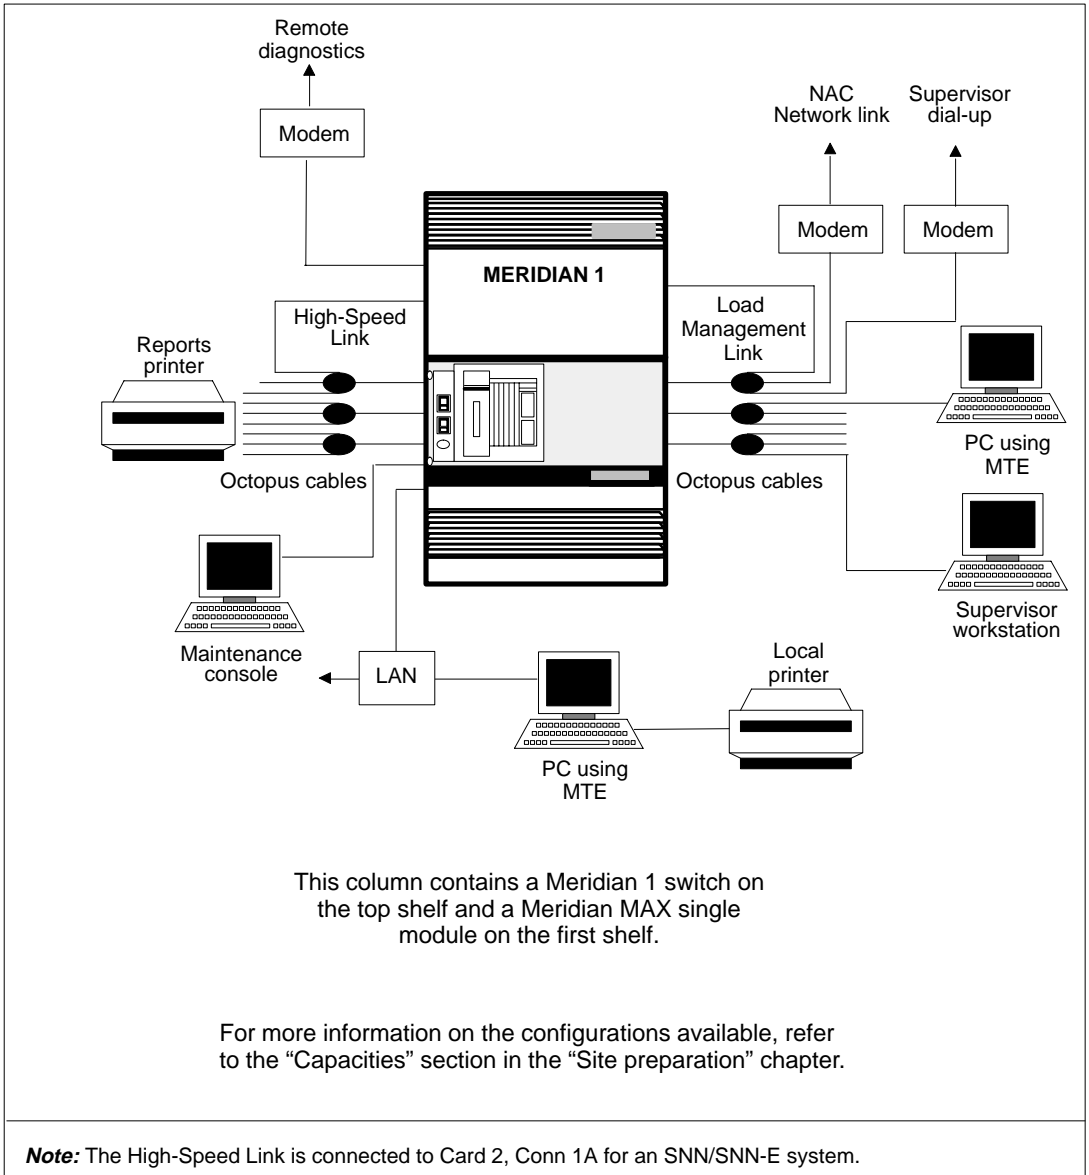 Remote
diagnostics
Modem
NAC
Network link
Supervisor
dial-up
Modem
Modem
MERIDIAN 1
High-Speed
Link
Load
Management
Link
Reports
printer
Octopus cables
Octopus cables
PC using
MTE
Supervisor
workstation
Maintenance
console
LAN
Local
printer
PC using
MTE
This column contains a Meridian 1 switch on
the top shelf and a Meridian MAX single
module on the first shelf.
For more information on the configurations available, refer
to the “Capacities” section in the “Site preparation” chapter.
Note: The High-Speed Link is connected to Card 2, Conn 1A for an SNN/SNN-E system.